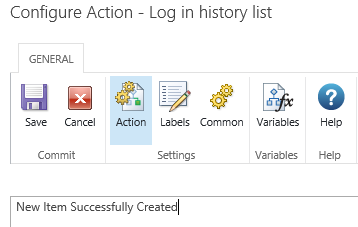 Configure Action - Log in history list
GENERAL
Save Cancel Action Labels Common Variables Help
Commit Settings Variables Help
New Item Successfully Created